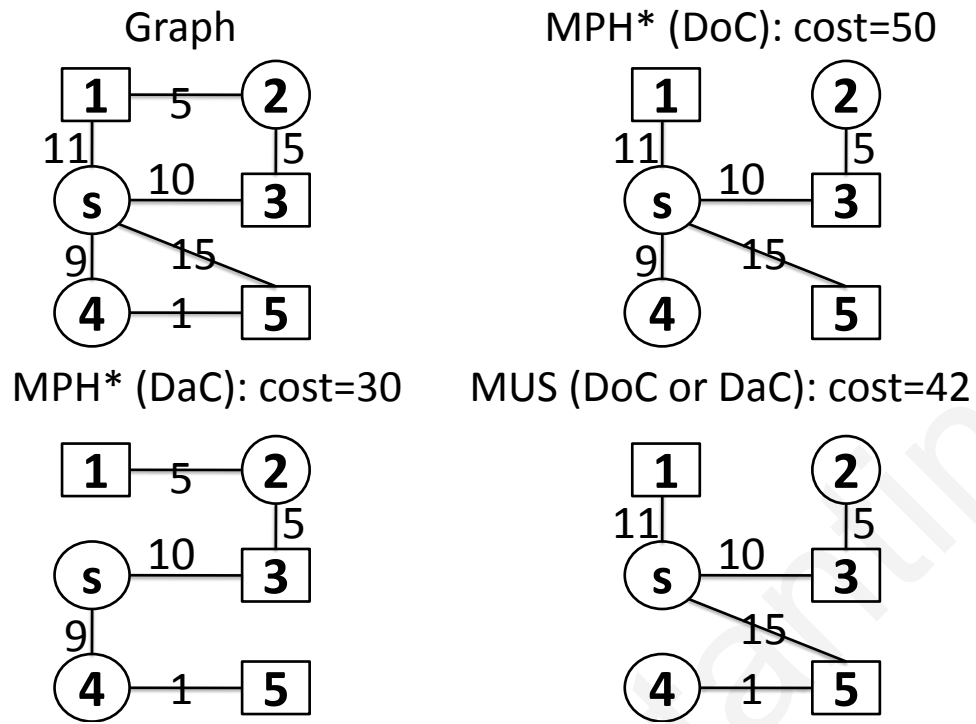 Graph
1 5 2
11 5
s 10 3
9 15
4 1 5
MPH* (DoC): cost=50
1 2
11 5
s 10 3
9 15
4 5
MPH* (DaC): cost=30
1 5 2
5
s 10 3
9
4 1 5
MUS (DoC or DaC): cost=42
1 2
11 5
s 10 3
15
4 1 5